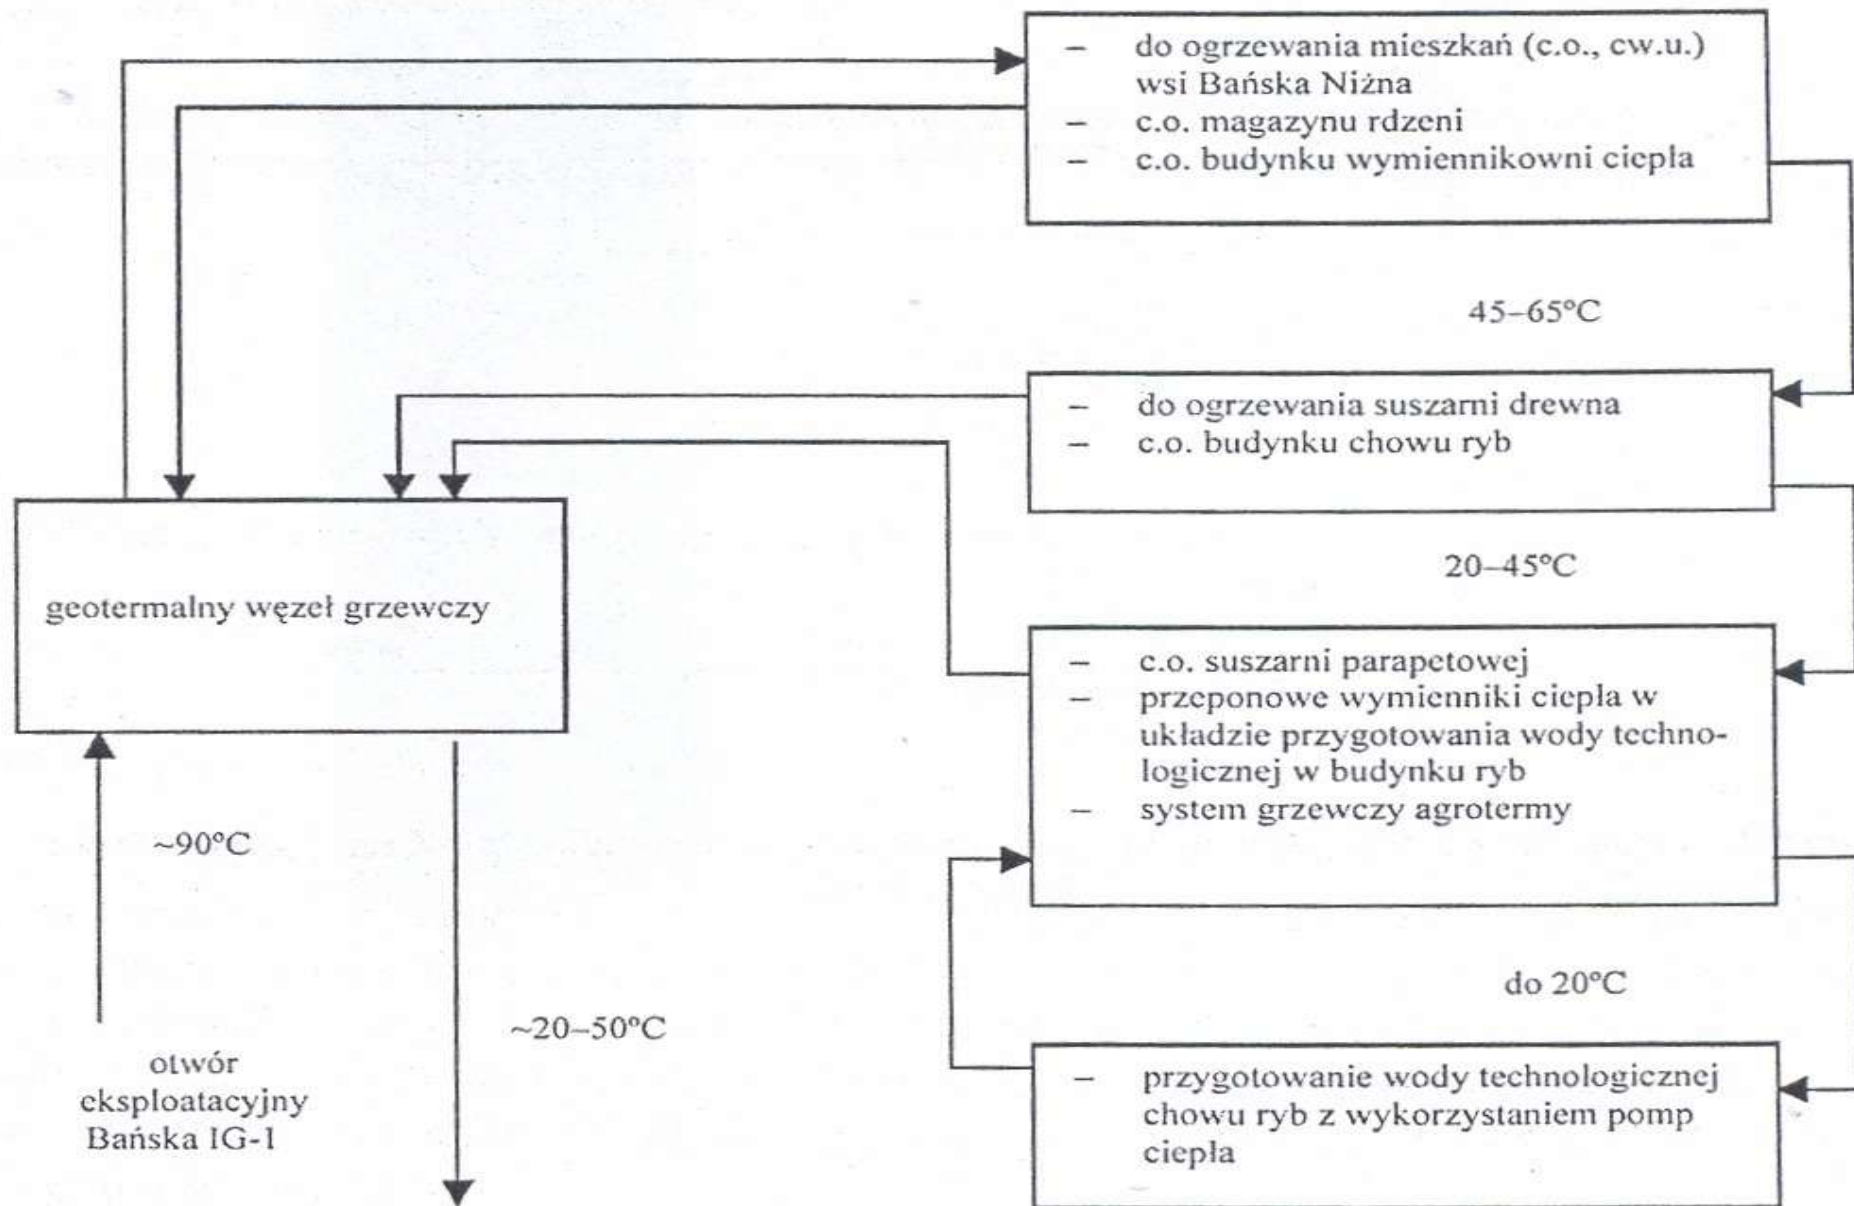 – do ogrzewania mieszkań (c.o., cw.u.)
wsi Bańska Niżna
– c.o. magazynu rdzeni
– c.o. budynku wymiennikowni ciepła
45–65°C
– do ogrzewania suszarni drewna
– c.o. budynku chowu ryb
20–45°C
geotermalny węzeł grzewczy
– c.o. suszarni parapetowej
– przeponowe wymienniki ciepła w
układzie przygotowania wody techno-
logicznej w budynku ryb
– system grzewczy agrotermy
~90°C
do 20°C
~20–50°C
otwór
eksploatacyjny
Bańska IG-1
– przygotowanie wody technologicznej
chowu ryb z wykorzystaniem pomp
ciepła